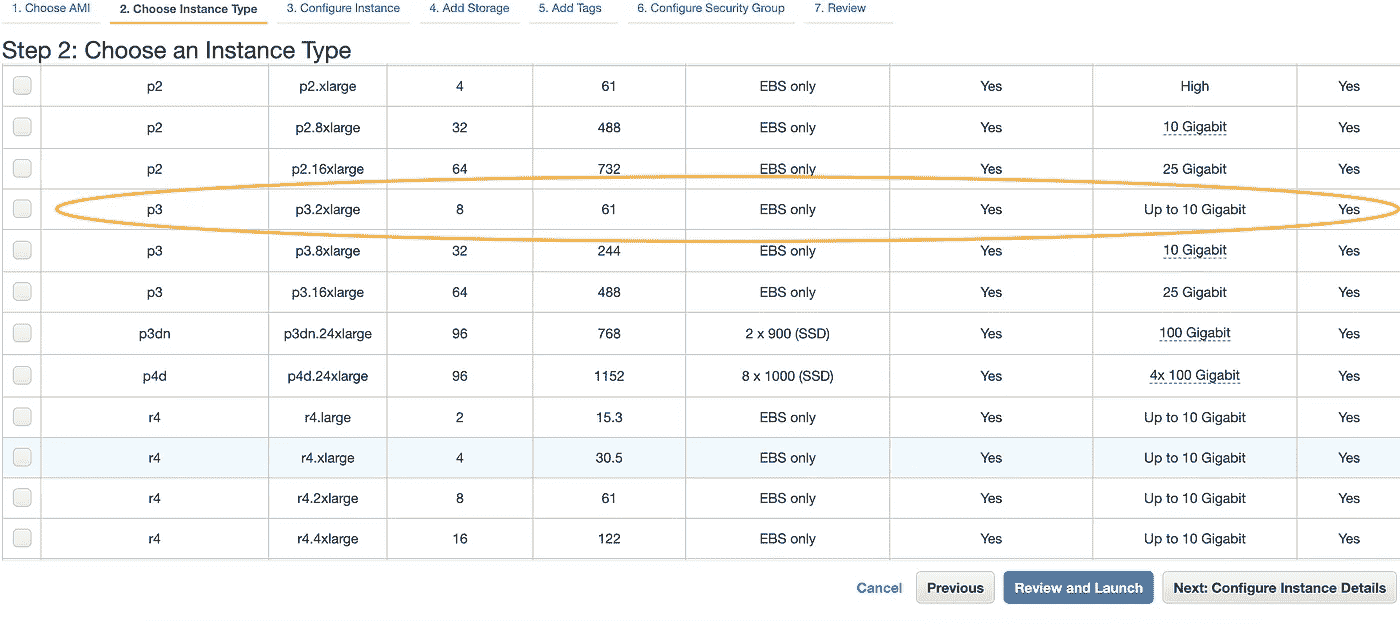 1. Choose AMI 2. Choose Instance Type 3. Configure Instance 4. Add Storage 5. Add Tags 6. Configure Security Group 7. Review
Step 2: Choose an Instance Type
p2 p2.xlarge 4 61 EBS only Yes High Yes
p2 p2.8xlarge 32 488 EBS only Yes 10 Gigabit Yes
p2 p2.16xlarge 64 732 EBS only Yes 25 Gigabit Yes
p3 p3.2xlarge 8 61 EBS only Yes Up to 10 Gigabit Yes
p3 p3.8xlarge 32 244 EBS only Yes 10 Gigabit Yes
p3 p3.16xlarge 64 488 EBS only Yes 25 Gigabit Yes
p3dn p3dn.24xlarge 96 768 2 x 900 (SSD) Yes 100 Gigabit Yes
p4d p4d.24xlarge 96 1152 8 x 1000 (SSD) Yes 4x 100 Gigabit Yes
r4 r4.large 2 15.3 EBS only Yes Up to 10 Gigabit Yes
r4 r4.xlarge 4 30.5 EBS only Yes Up to 10 Gigabit Yes
r4 r4.2xlarge 8 61 EBS only Yes Up to 10 Gigabit Yes
r4 r4.4xlarge 16 122 EBS only Yes Up to 10 Gigabit Yes
Cancel Previous Review and Launch Next: Configure Instance Details